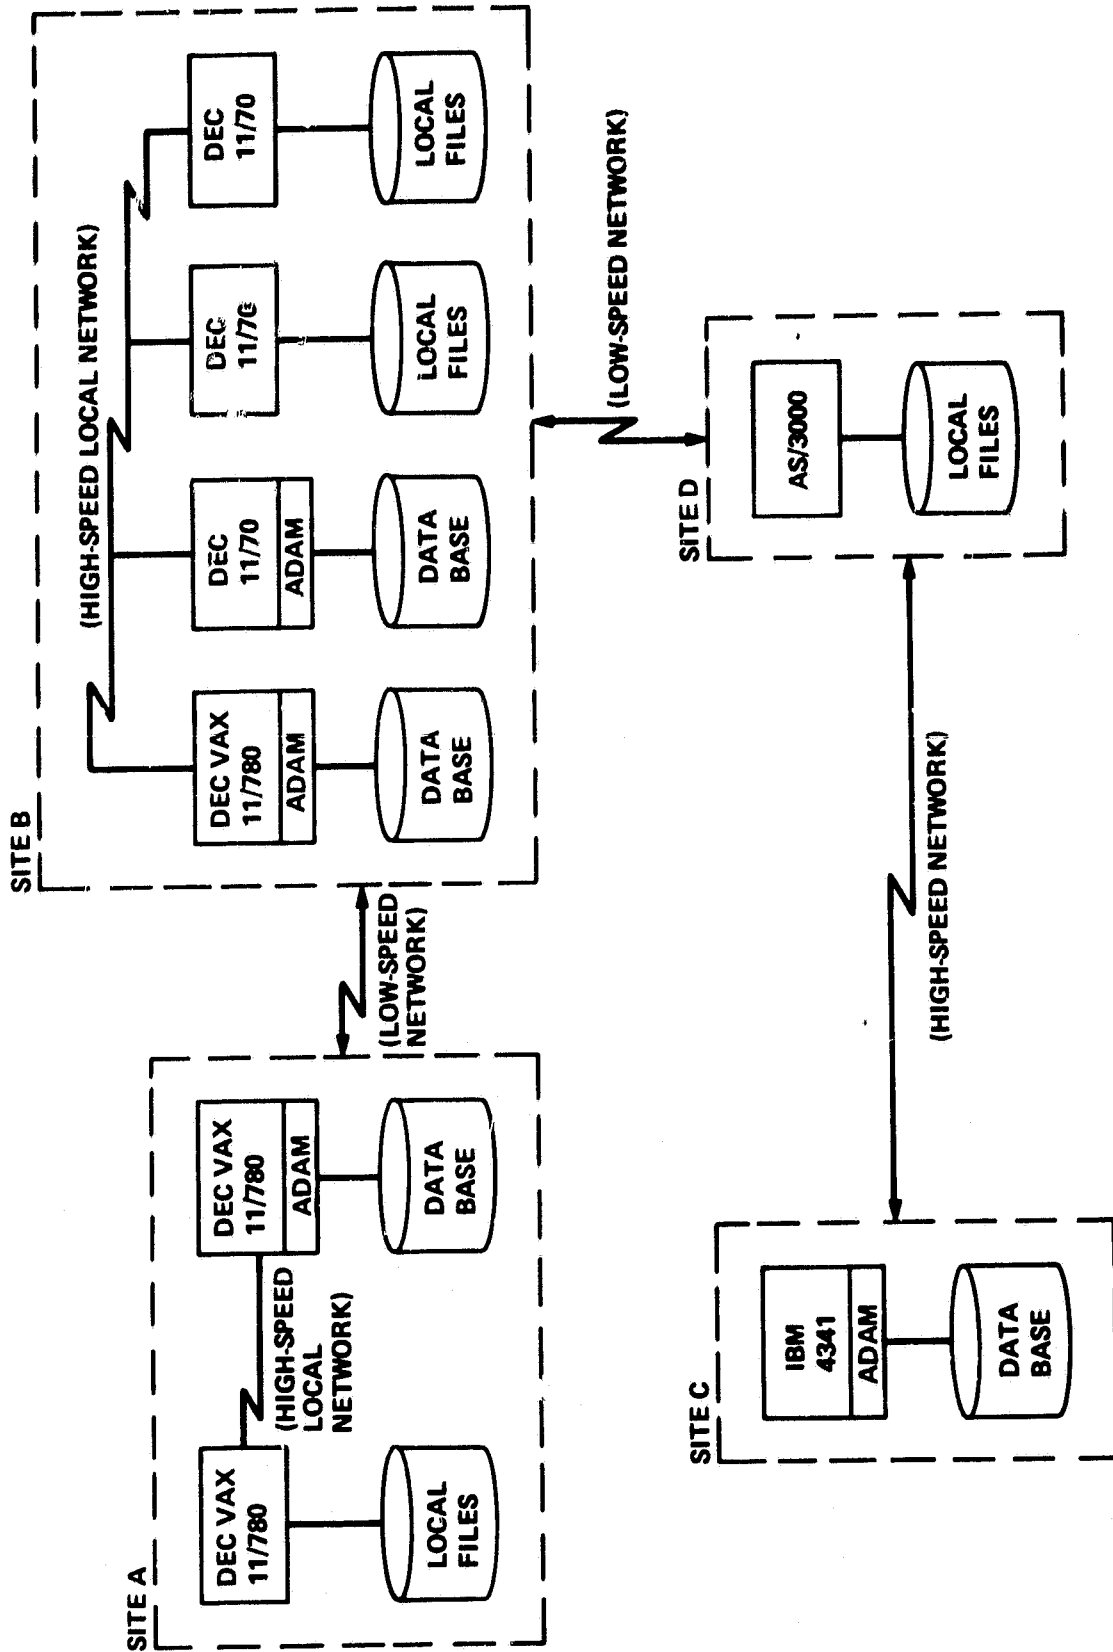 SITE A
DEC VAX
11/780
LOCAL
FILES
(HIGH-SPEED
LOCAL
NETWORK)
DEC VAX
11/780
ADAM
DATA
BASE
(LOW-SPEED
NETWORK)
SITE B
(HIGH-SPEED LOCAL NETWORK)
DEC VAX
11/780
ADAM
DATA
BASE
DEC
11/70
ADAM
DATA
BASE
DEC
11/70
LOCAL
FILES
DEC
11/70
LOCAL
FILES
(LOW-SPEED NETWORK)
SITE C
IBM
4341
ADAM
DATA
BASE
(HIGH-SPEED NETWORK)
SITE D
AS/3000
LOCAL
FILES